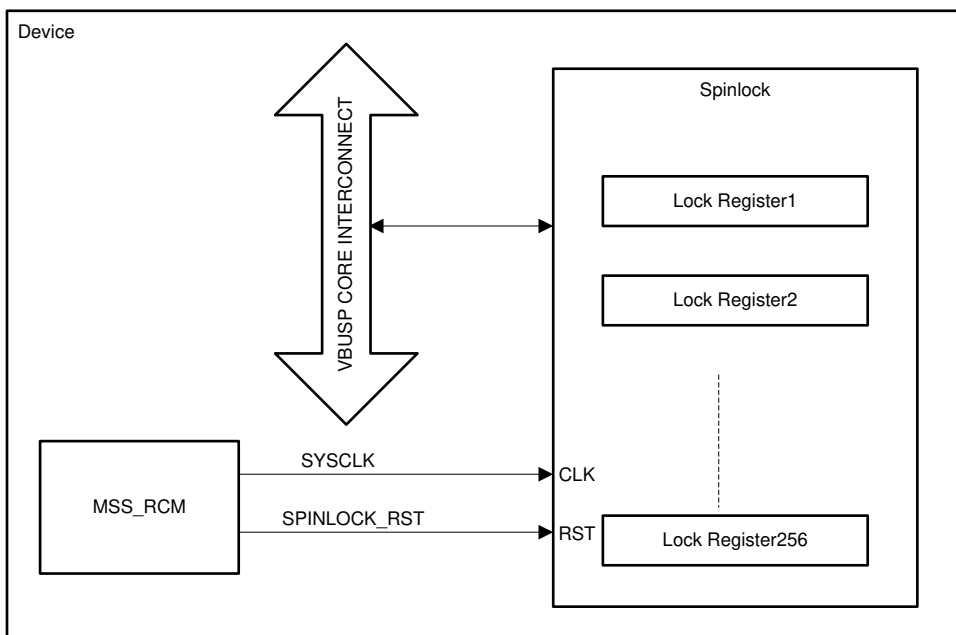 Device
Spinlock
VBUSP CORE INTERCONNECT
Lock Register1
Lock Register2
SYSCLK
CLK
MSS_RCM
SPINLOCK_RST
RST
Lock Register256